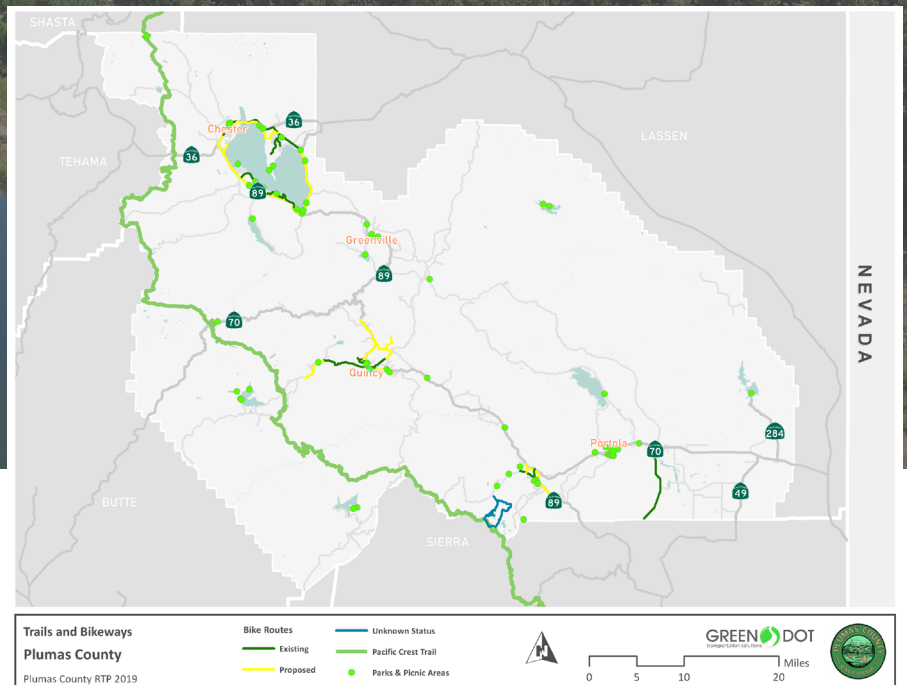 SHASTA
36
Chester
LASSEN
36
TEHAMA
89
Greenville
89
NEVADA
70
Quincy
284
Portola
70
49
89
BUTTE
SIERRA
Trails and Bikeways
Plumas County
Plumas County RTP 2019
Bike Routes
Existing
Proposed
Unknown Status
Pacific Crest Trail
Parks & Picnic Areas
N
0 5 10 20
Miles
GREEN DOT
transportation solutions
PLUMAS COUNTY